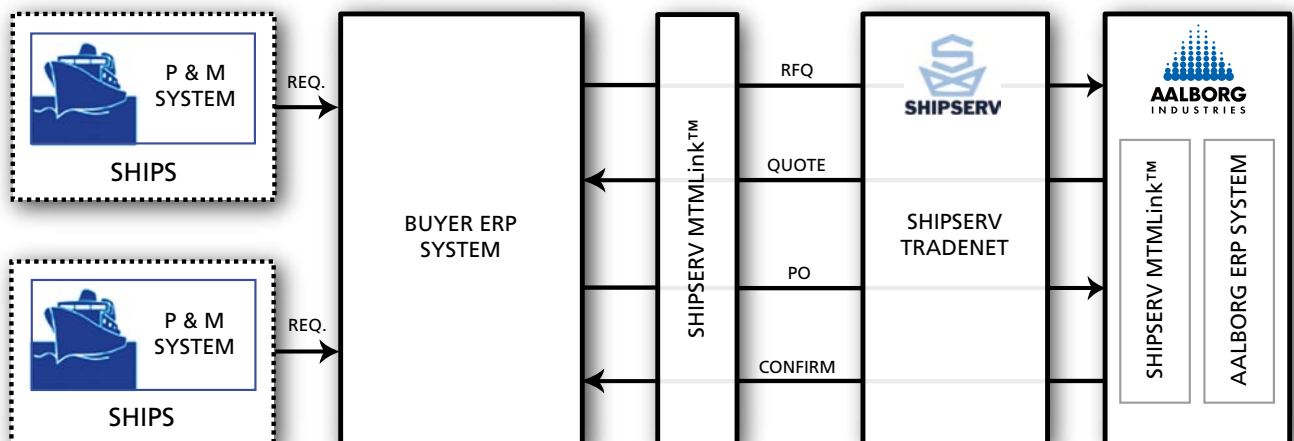 P & M
SYSTEM
SHIPS
REQ.
P & M
SYSTEM
SHIPS
REQ.
BUYER ERP
SYSTEM
SHIPSERV MTMLink™
RFQ
QUOTE
PO
CONFIRM
SHIPSERV
SHIPSERV
TRADENET
AALBORG
INDUSTRIES
SHIPSERV MTMLink™
AALBORG ERP SYSTEM